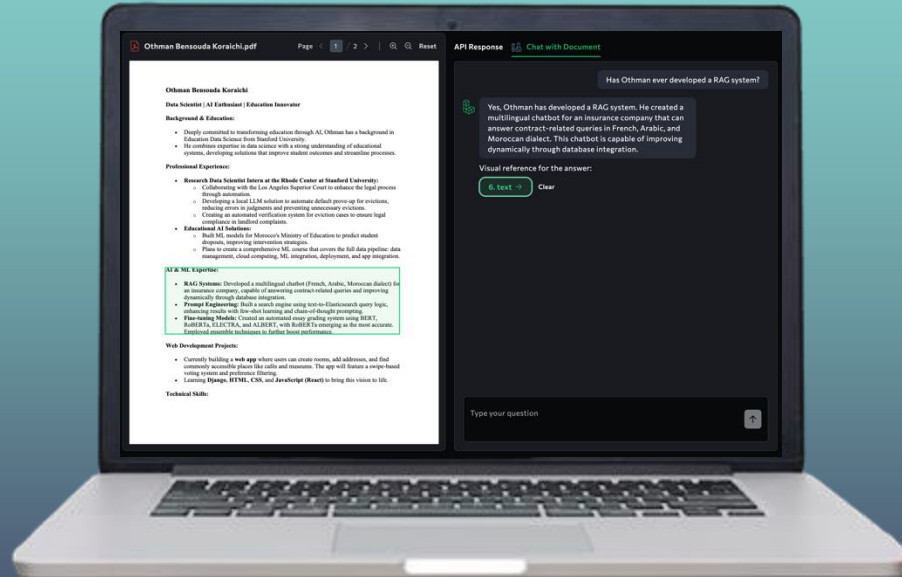 Othman Bensouda Koraichi.pdf
Page < 1 / 2 > Reset
API Response Chat with Document
Othman Bensouda Koraichi
Data Scientist | AI Enthusiast | Education Innovator
Background & Education:
• Deeply committed to transforming education through AI, Othman has a background in
Education Data Science from Stanford University.
• He combines expertise in data science with a strong understanding of educational
systems, developing solutions that improve student outcomes and streamline processes.
Professional Experience:
• Research Data Scientist Intern at the Rhode Center at Stanford University:
○ Collaborating with the Los Angeles Superior Court to enhance the legal process
through automation.
○ Developing a local LLM solution to automate default prove-up for evictions,
reducing errors in judgments and preventing unnecessary evictions.
○ Creating an automated verification system for eviction cases to ensure legal
compliance in landlord complaints.
• Educational AI Solutions:
○ Built ML models for Morocco's Ministry of Education to predict student
dropouts, improving intervention strategies.
○ Plans to create a comprehensive ML course that covers the full data pipeline: data
management, cloud computing, ML integration, deployment, and app integration.
AI & ML Expertise:
• RAG Systems: Developed a multilingual chatbot (French, Arabic, Moroccan dialect) for
an insurance company, capable of answering contract-related queries and improving
dynamically through database integration.
• Prompt Engineering: Built a search engine using text-to-Elasticsearch query logic,
enhancing results with few-shot learning and chain-of-thought prompting.
• Fine-tuning Models: Created an automated essay grading system using BERT,
RoBERTa, ELECTRA, and ALBERT, with RoBERTa emerging as the most accurate.
Employed ensemble techniques to further boost performance.
Web Development Projects:
• Currently building a web app where users can create rooms, add addresses, and find
commonly accessible places like cafés and museums. The app will feature a swipe-based
voting system and preference filtering.
• Learning Django, HTML, CSS, and JavaScript (React) to bring this vision to life.
Technical Skills:
Has Othman ever developed a RAG system?
Yes, Othman has developed a RAG system. He created a
multilingual chatbot for an insurance company that can
answer contract-related queries in French, Arabic, and
Moroccan dialect. This chatbot is capable of improving
dynamically through database integration.
Visual reference for the answer:
6. text → Clear
Type your question